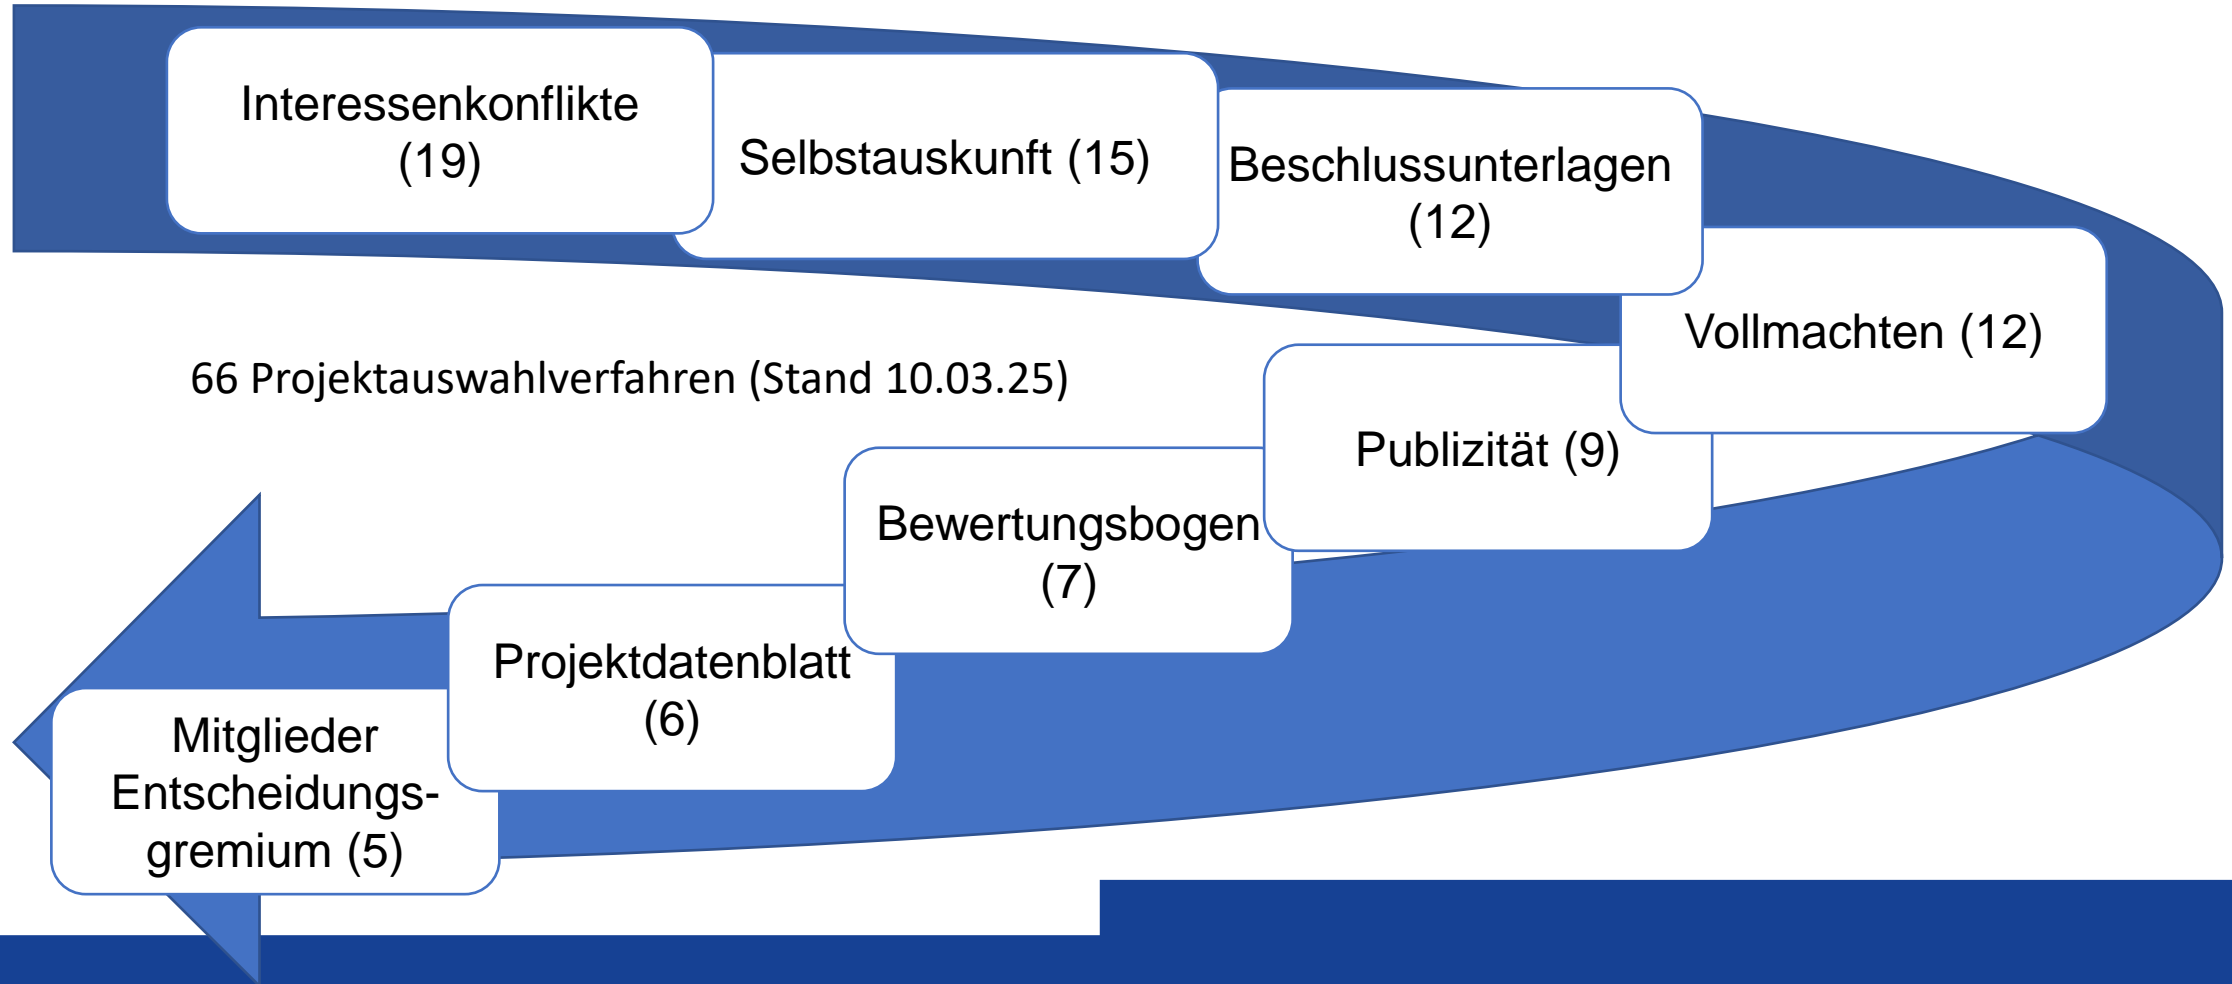 Interessenkonflikte
(19)
Selbstauskunft (15)
Beschlussunterlagen
(12)
Vollmachten (12)
66 Projektauswahlverfahren (Stand 10.03.25)
Publizität (9)
Bewertungsbogen
(7)
Projektdatenblatt
(6)
Mitglieder
Entscheidungs-
gremium (5)